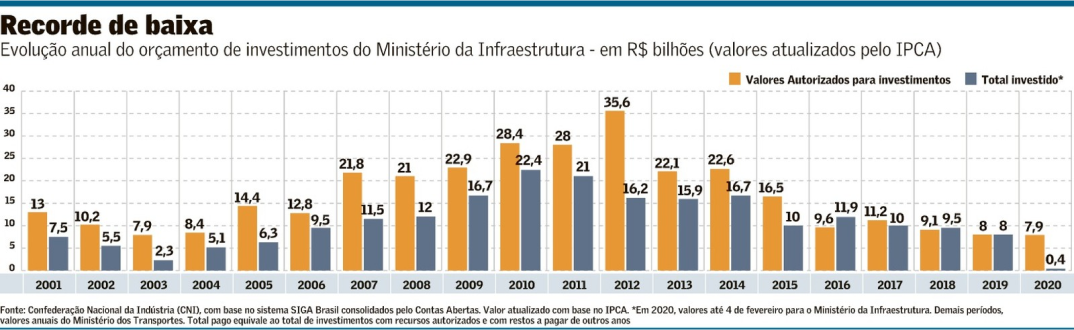 Recorde de baixa
Evolução anual do orçamento de investimentos do Ministério da Infraestrutura - em R$ bilhões (valores atualizados pelo IPCA)
Valores Autorizados para investimentos Total investido*
40
35
30
25
20
15
10
5
0
13 7,5 10,2 5,5 7,9 2,3 8,4 5,1 14,4 6,3 12,8 9,5 21,8 11,5 21 12 22,9 16,7 28,4 22,4 28 21 35,6 16,2 22,1 15,9 22,6 16,7 16,5 10 9,6 11,9 11,2 10 9,1 9,5 8 8 7,9 0,4
2001 2002 2003 2004 2005 2006 2007 2008 2009 2010 2011 2012 2013 2014 2015 2016 2017 2018 2019 2020
Fonte: Confederação Nacional da Indústria (CNI), com base no sistema SIGA Brasil consolidados pelo Contas Abertas. Valor atualizado com base no IPCA. *Em 2020, valores até 4 de fevereiro para o Ministério da Infraestrutura. Demais períodos,
valores anuais do Ministério dos Transportes. Total pago equivale ao total de investimentos com recursos autorizados e com restos a pagar de outros anos